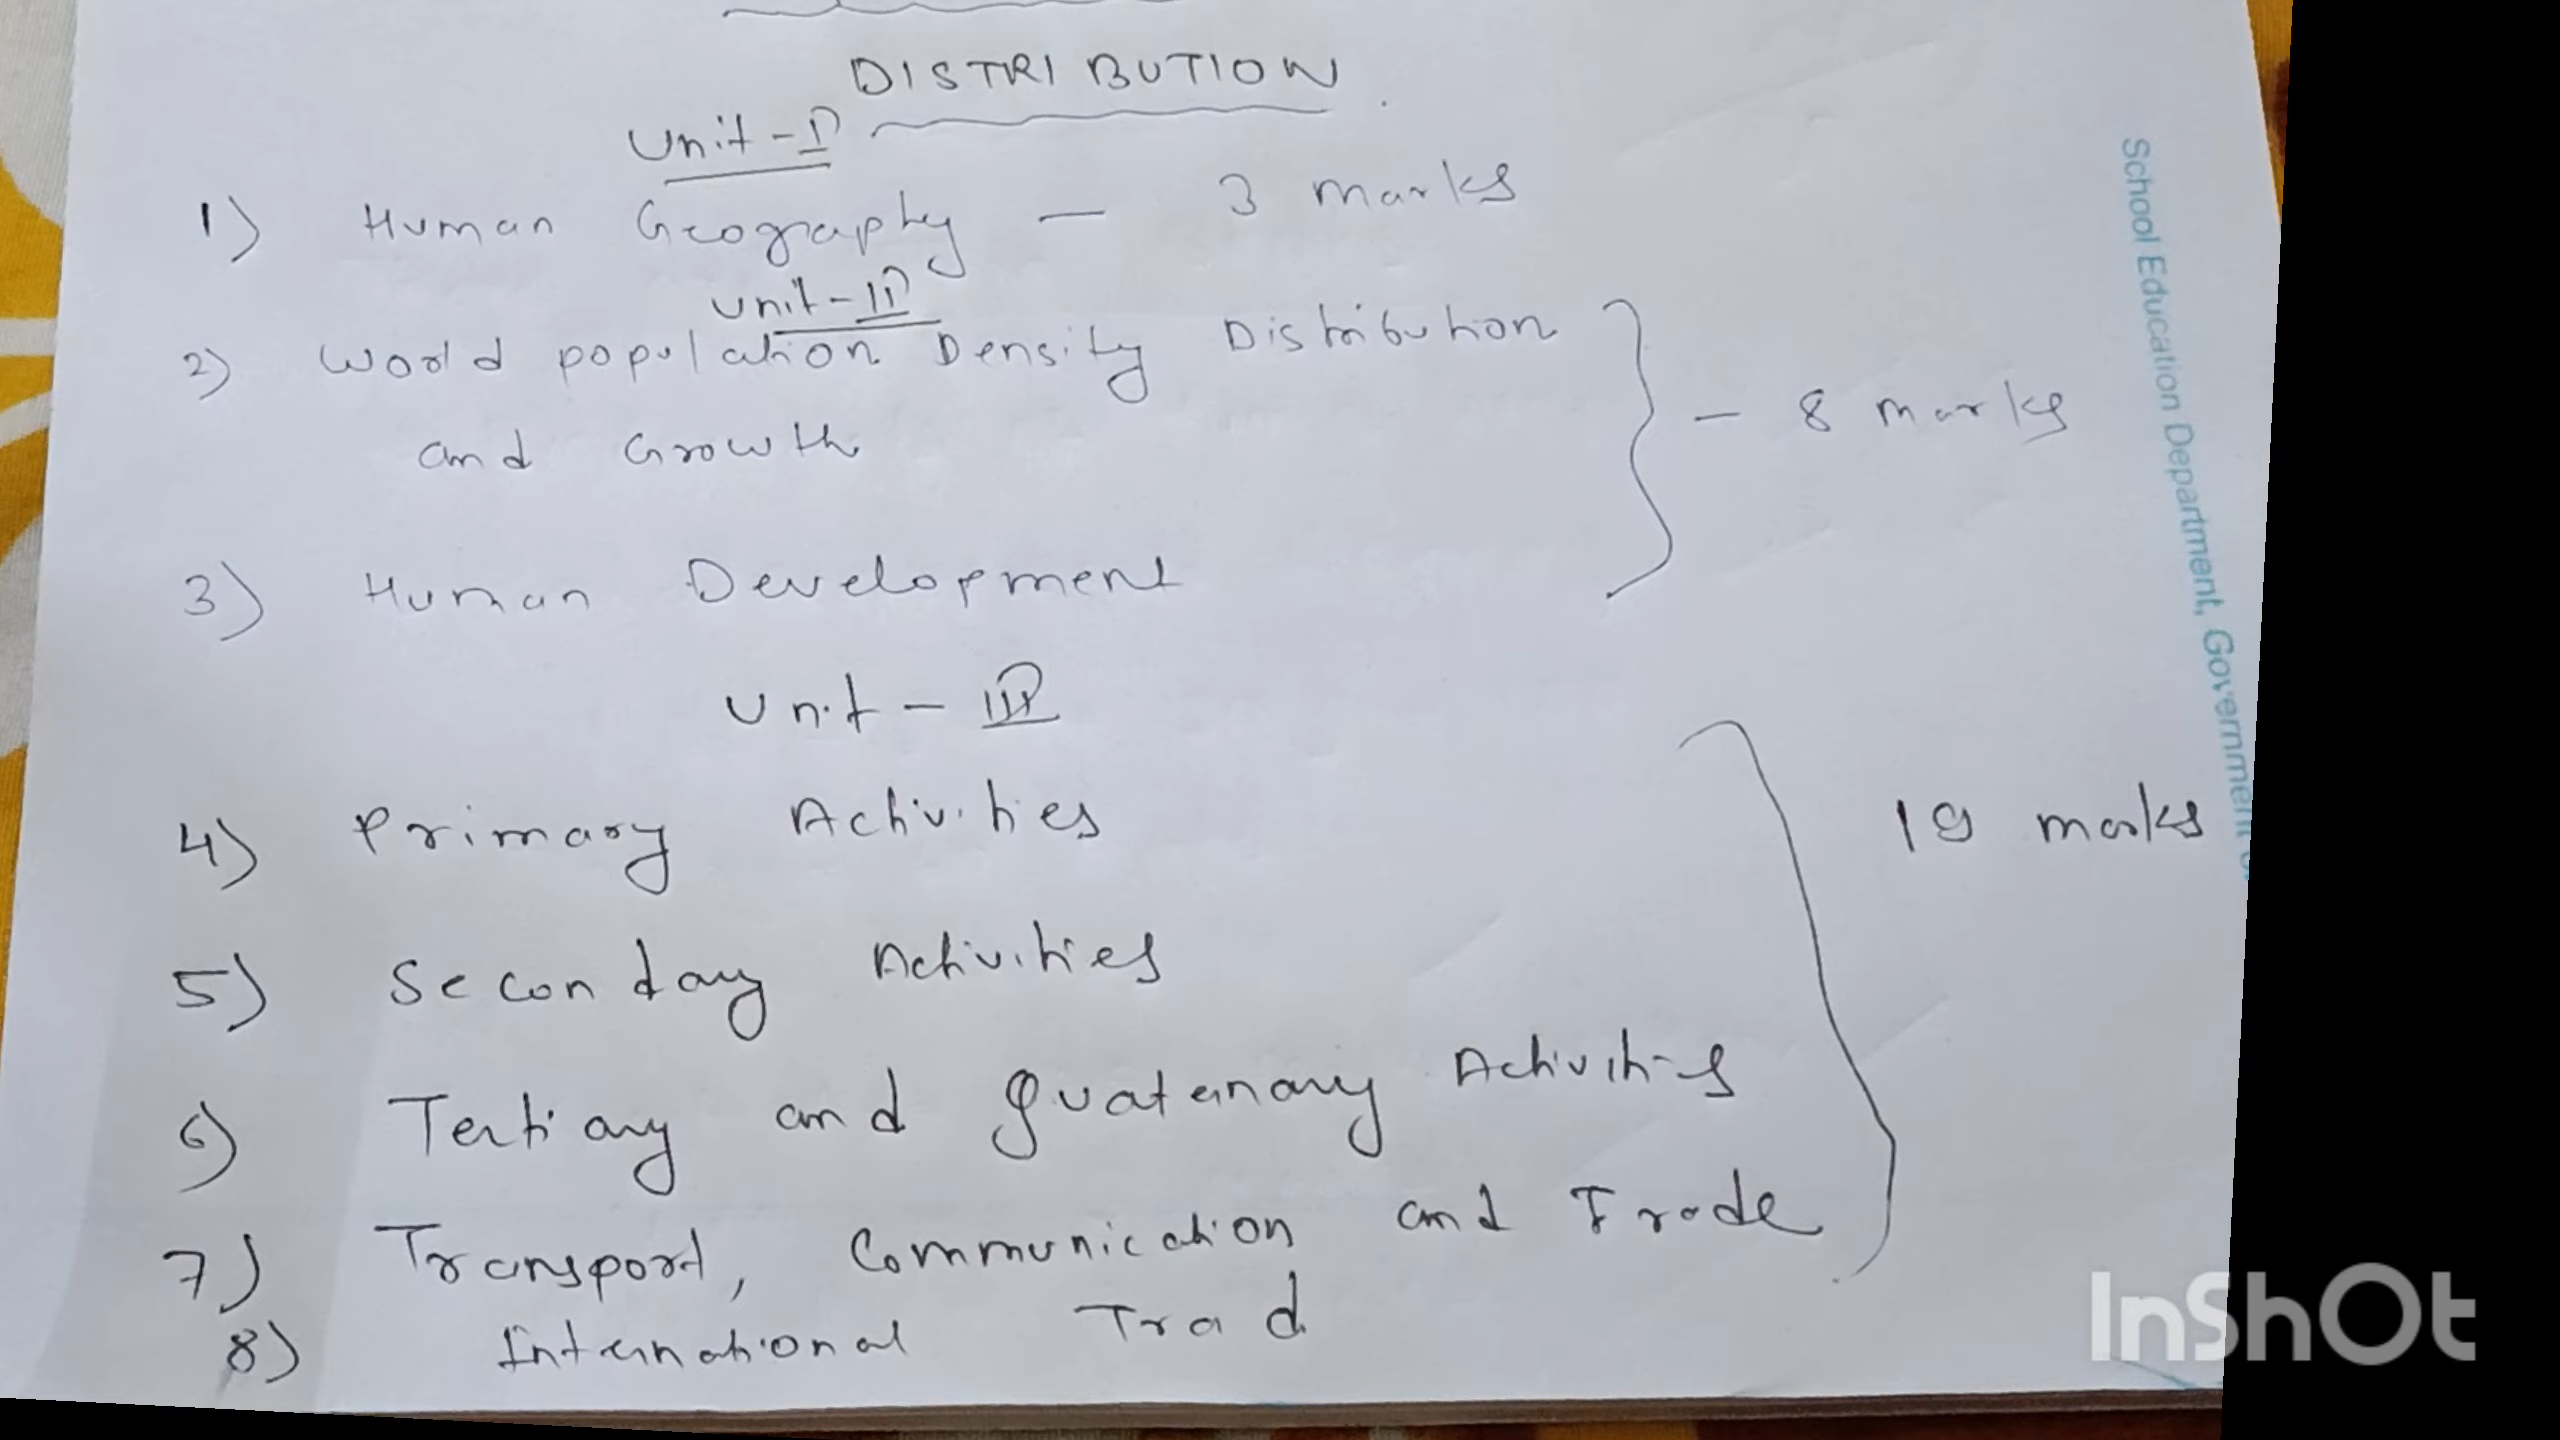 DISTRIBUTION
Unit - I
1) Human Geography - 3 marks
Unit - II
2) World population Density Distribution
and Growth
- 8 marks
3) Human Development
Unit - III
4) Primary Activities
19 marks
5) Secondary Activities
6) Tertiary and Quaternary Activities
7) Transport, Communication and Trade
8) International Trad
School Education Department, Government
InShOt